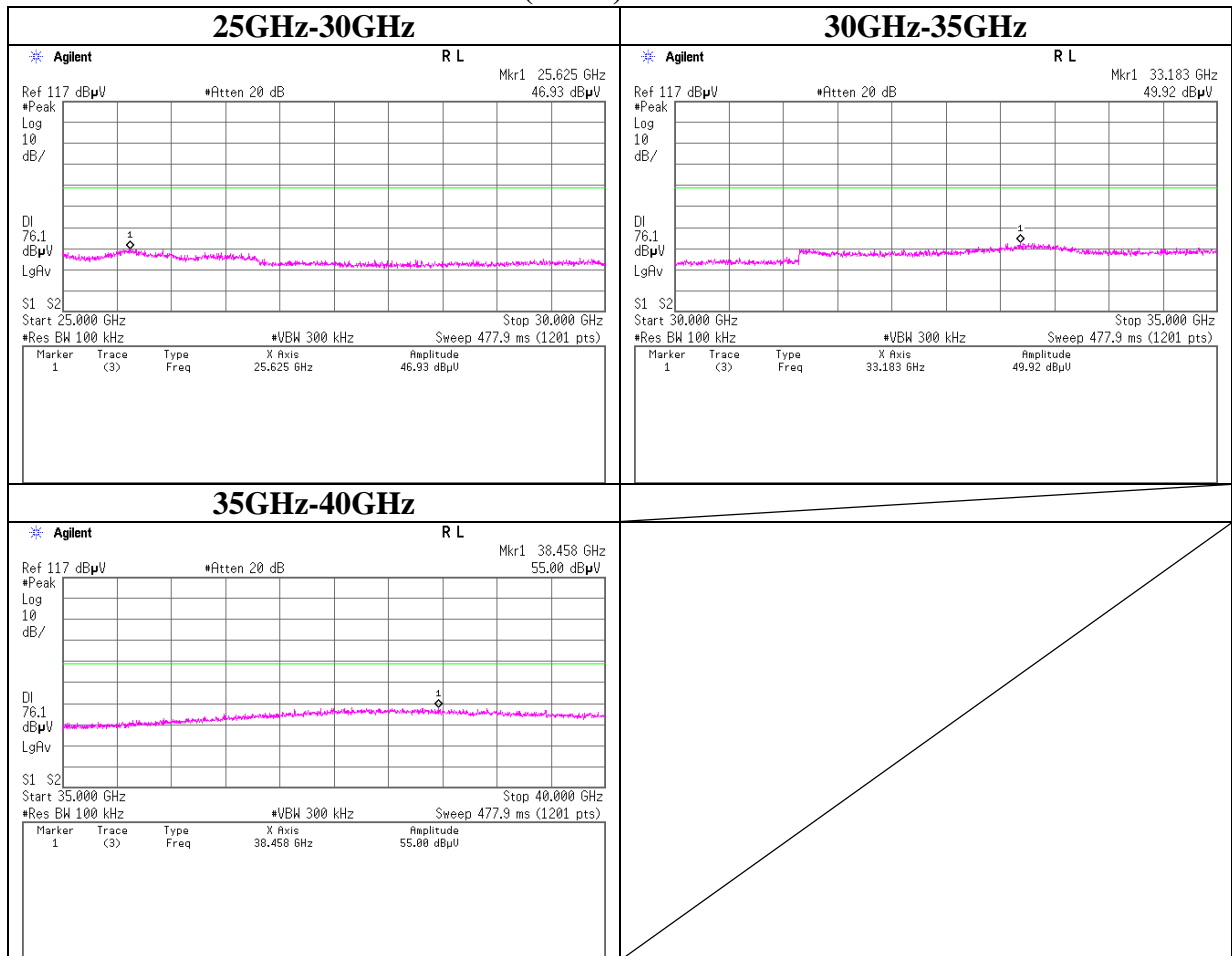 25GHz-30GHz
Agilent R L
Mkr1 25.625 GHz
Ref 117 dBµV #Atten 20 dB 46.93 dBµV
#Peak
Log
10
dB/
DI
76.1
dBµV
LgAv
1
S1 S2
Start 25.000 GHz Stop 30.000 GHz
#Res BW 100 kHz #VBW 300 kHz Sweep 477.9 ms (1201 pts)
Marker Trace Type X Axis Amplitude
1 (3) Freq 25.625 GHz 46.93 dBµV
30GHz-35GHz
Agilent R L
Mkr1 33.183 GHz
Ref 117 dBµV #Atten 20 dB 49.92 dBµV
#Peak
Log
10
dB/
DI
76.1
dBµV
LgAv
1
S1 S2
Start 30.000 GHz Stop 35.000 GHz
#Res BW 100 kHz #VBW 300 kHz Sweep 477.9 ms (1201 pts)
Marker Trace Type X Axis Amplitude
1 (3) Freq 33.183 GHz 49.92 dBµV
35GHz-40GHz
Agilent R L
Mkr1 38.458 GHz
Ref 117 dBµV #Atten 20 dB 55.00 dBµV
#Peak
Log
10
dB/
DI
76.1
dBµV
LgAv
1
S1 S2
Start 35.000 GHz Stop 40.000 GHz
#Res BW 100 kHz #VBW 300 kHz Sweep 477.9 ms (1201 pts)
Marker Trace Type X Axis Amplitude
1 (3) Freq 38.458 GHz 55.00 dBµV